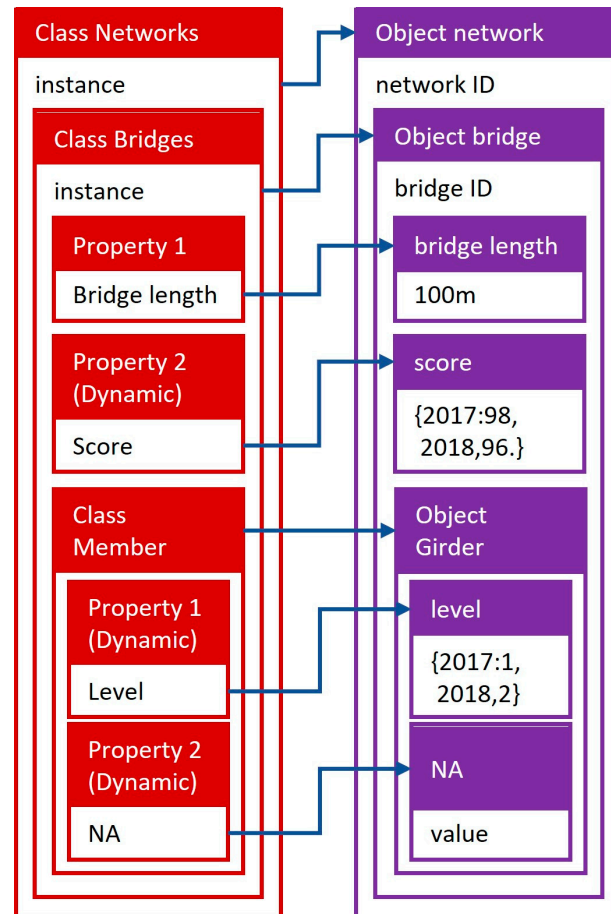 Class Networks
instance
Class Bridges
instance
Property 1
Bridge length
Property 2
(Dynamic)
Score
Class
Member
Property 1
(Dynamic)
Level
Property 2
(Dynamic)
NA
Object network
network ID
Object bridge
bridge ID
bridge length
100m
score
{2017:98,
2018,96.}
Object
Girder
level
{2017:1,
2018,2}
NA
value